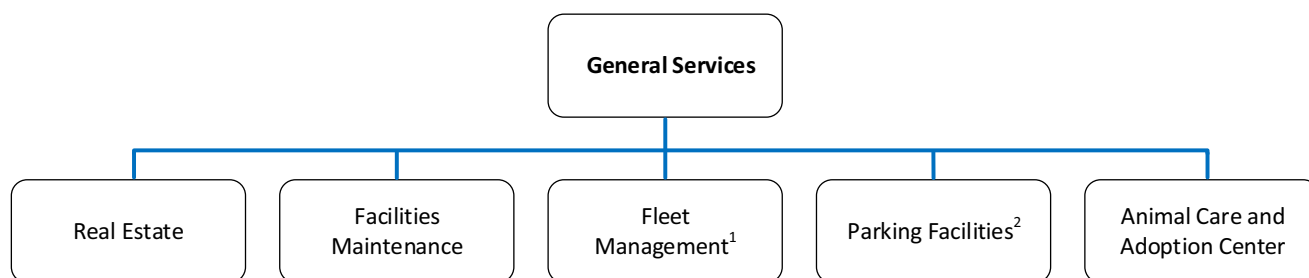 General Services
Real Estate
Facilities
Maintenance
Fleet
Management¹
Parking Facilities²
Animal Care and
Adoption Center